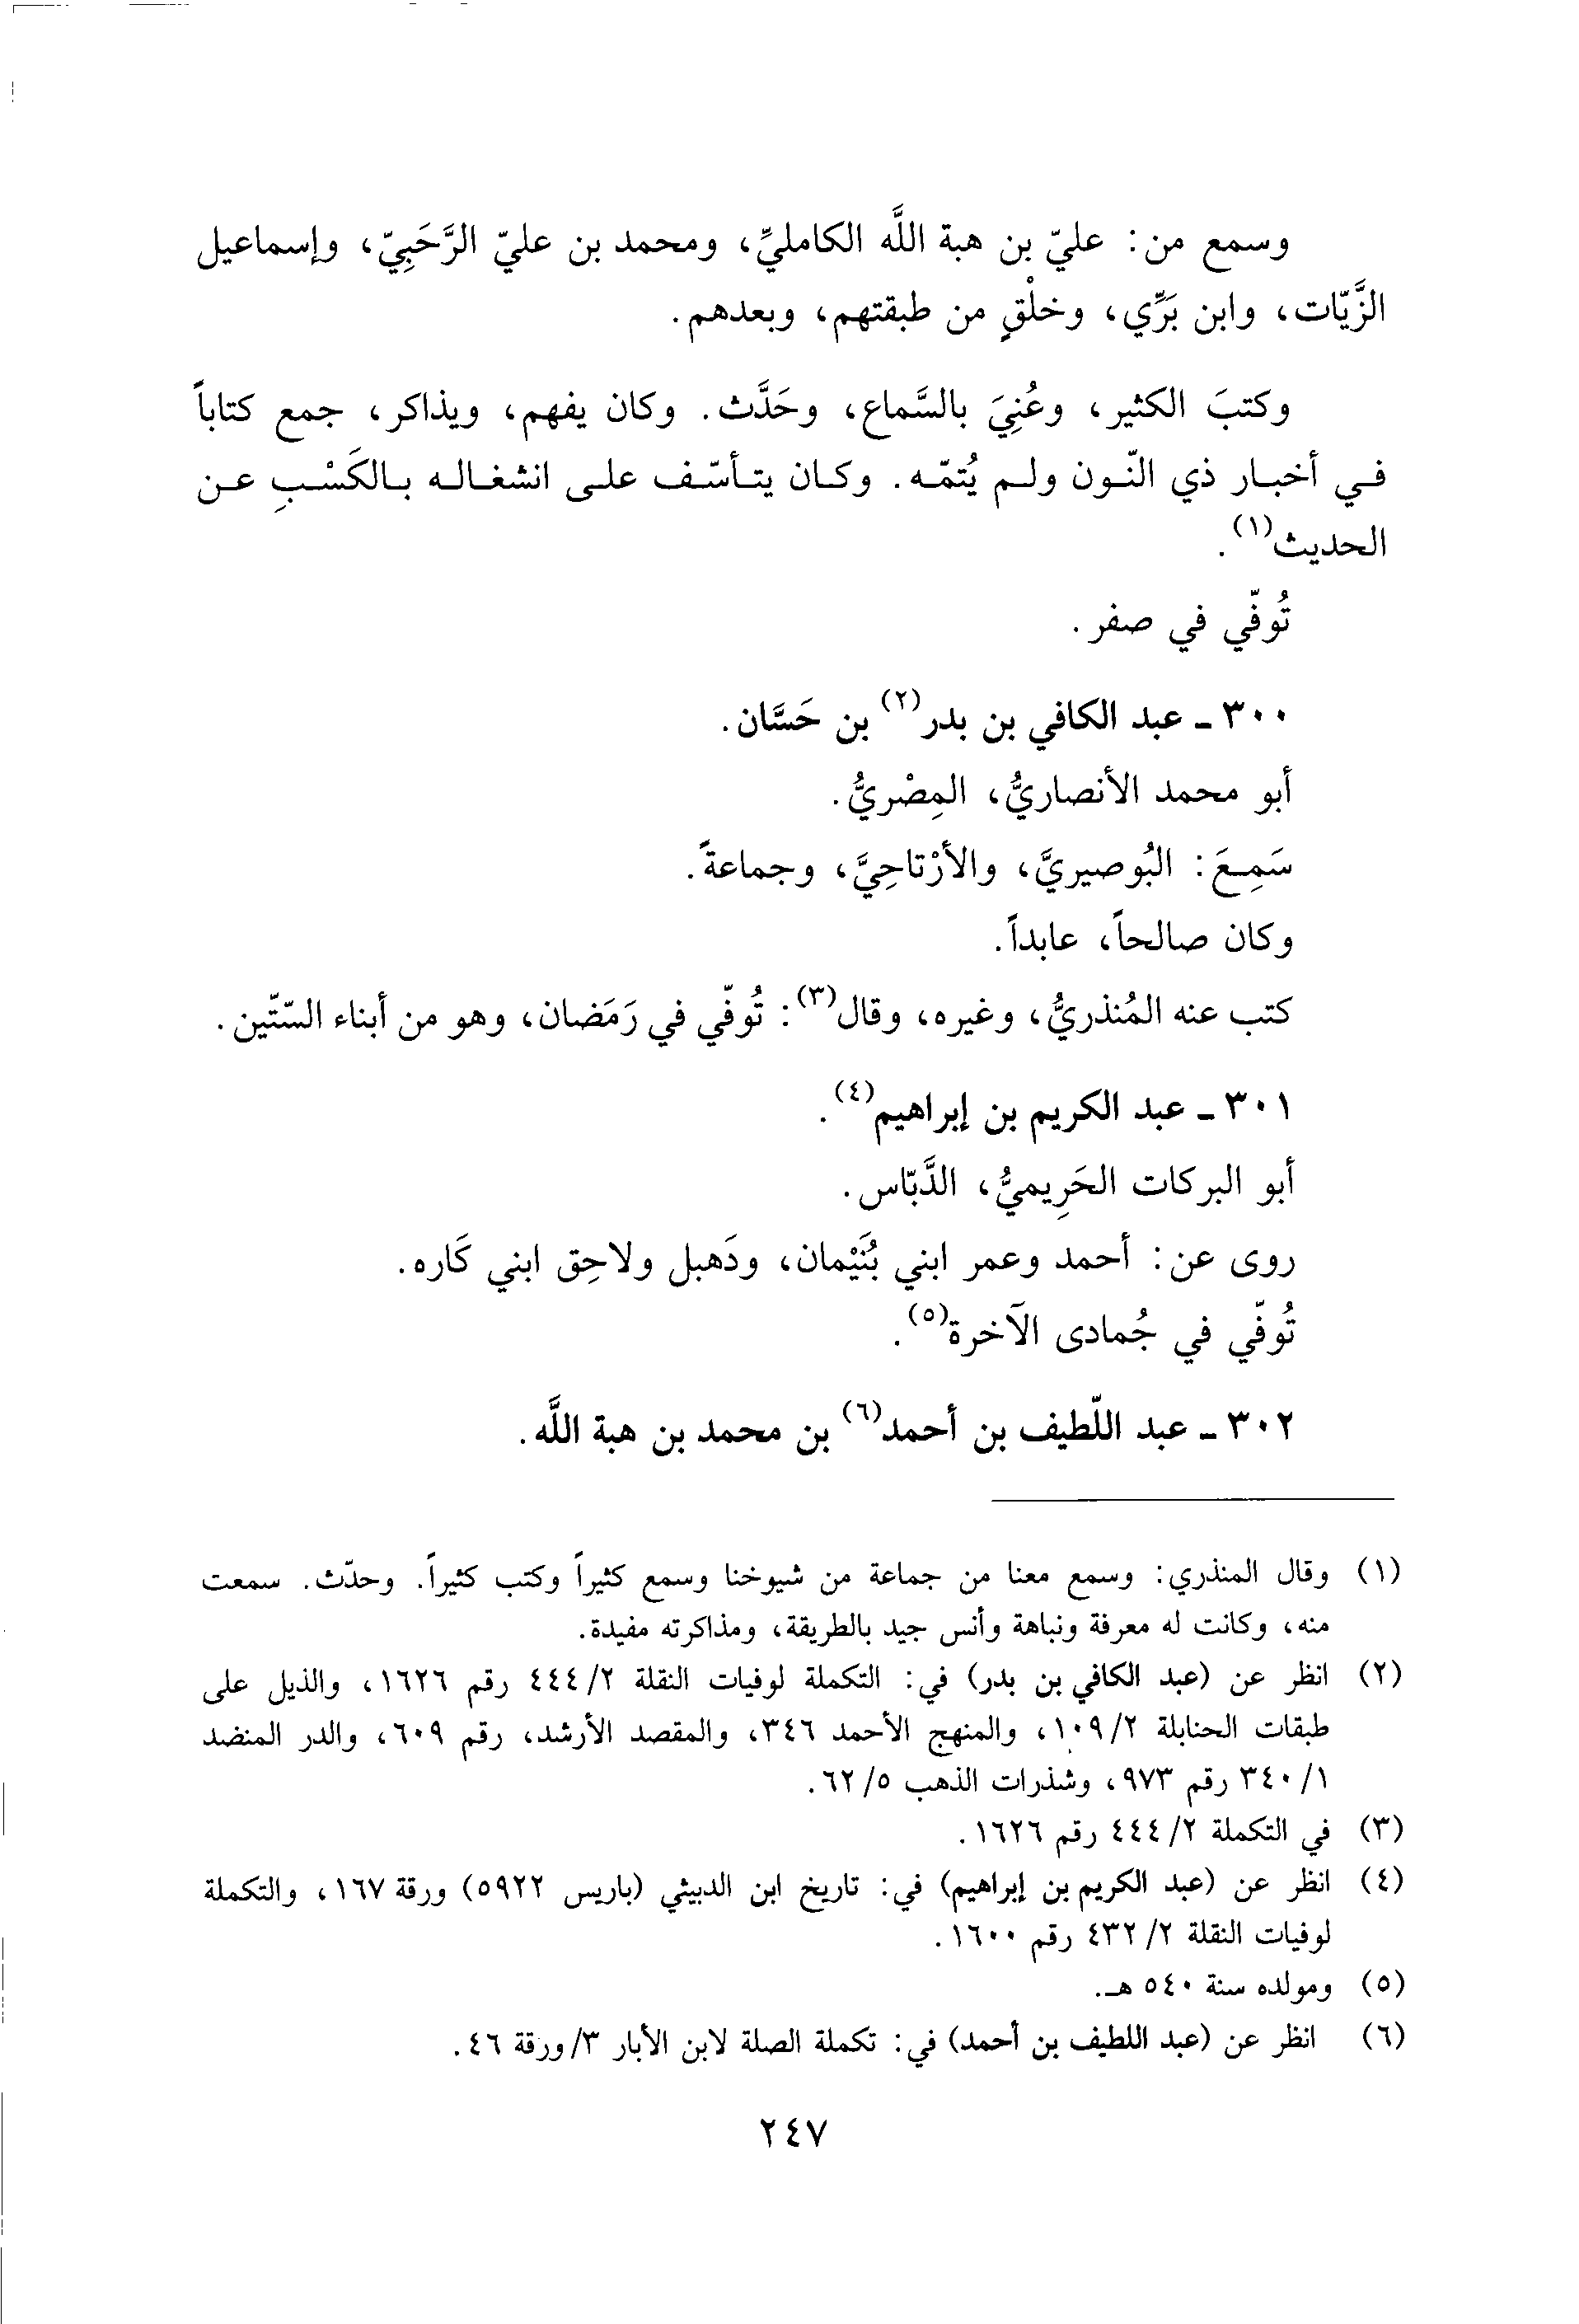 وسمع من: عليّ بن هبة اللَّه الكامليِّ، ومحمد بن عليّ الرَّحَبِيّ، وإسماعيل
الزَّيّات، وابن بَرِّي، وخلْقٍ من طبقتهم، وبعدهم.
وكتبَ الكثير، وعُنِيَ بالسَّماع، وحَدَّث. وكان يفهم، ويذاكر، جمع كتاباً
في أخبار ذي النّون ولم يُتمّه. وكان يتأسّف على انشغاله بالكَسْبِ عن
الحديث(١).
تُوفّي في صفر.
٣٠٠ - عبد الكافي بن بدر(٢) بن حَسَّان.
أبو محمد الأنصاريُّ، المِصْريُّ.
سَمِعَ: البُوصيريَّ، والأرْتاحِيَّ، وجماعةً.
وكان صالحاً، عابداً.
كتب عنه المُنذريُّ، وغيره، وقال(٣): تُوفّي في رَمَضان، وهو من أبناء السّتّين.
٣٠١ - عبد الكريم بن إبراهيم(٤).
أبو البركات الحَرِيميُّ، الدَّبّاس.
روى عن: أحمد وعمر ابني بُنَيْمان، ودَهبل ولاحِق ابني كَاره.
تُوفّي في جُمادى الآخرة(٥).
٣٠٢ - عبد اللّطيف بن أحمد(٦) بن محمد بن هبة اللَّه.
(١) وقال المنذري: وسمع معنا من جماعة من شيوخنا وسمع كثيراً وكتب كثيراً. وحدّث. سمعت
منه، وكانت له معرفة ونباهة وأنس جيد بالطريقة، ومذاكرته مفيدة.
(٢) انظر عن (عبد الكافي بن بدر) في: التكملة لوفيات النقلة ٢/ ٤٤٤ رقم ١٦٢٦، والذيل على
طبقات الحنابلة ٢/ ١٠٩، والمنهج الأحمد ٣٤٦، والمقصد الأرشد، رقم ٦٠٩، والدر المنضد
١/ ٣٤٠ رقم ٩٧٣، وشذرات الذهب ٥/ ٦٢.
(٣) في التكملة ٢/ ٤٤٤ رقم ١٦٢٦.
(٤) انظر عن (عبد الكريم بن إبراهيم) في: تاريخ ابن الدبيثي (باريس ٥٩٢٢) ورقة ١٦٧، والتكملة
لوفيات النقلة ٢/ ٤٣٢ رقم ١٦٠٠.
(٥) ومولده سنة ٥٤٠ هـ.
(٦) انظر عن (عبد اللطيف بن أحمد) في: تكملة الصلة لابن الأبار ٣/ورقة ٤٦.
٢٤٧